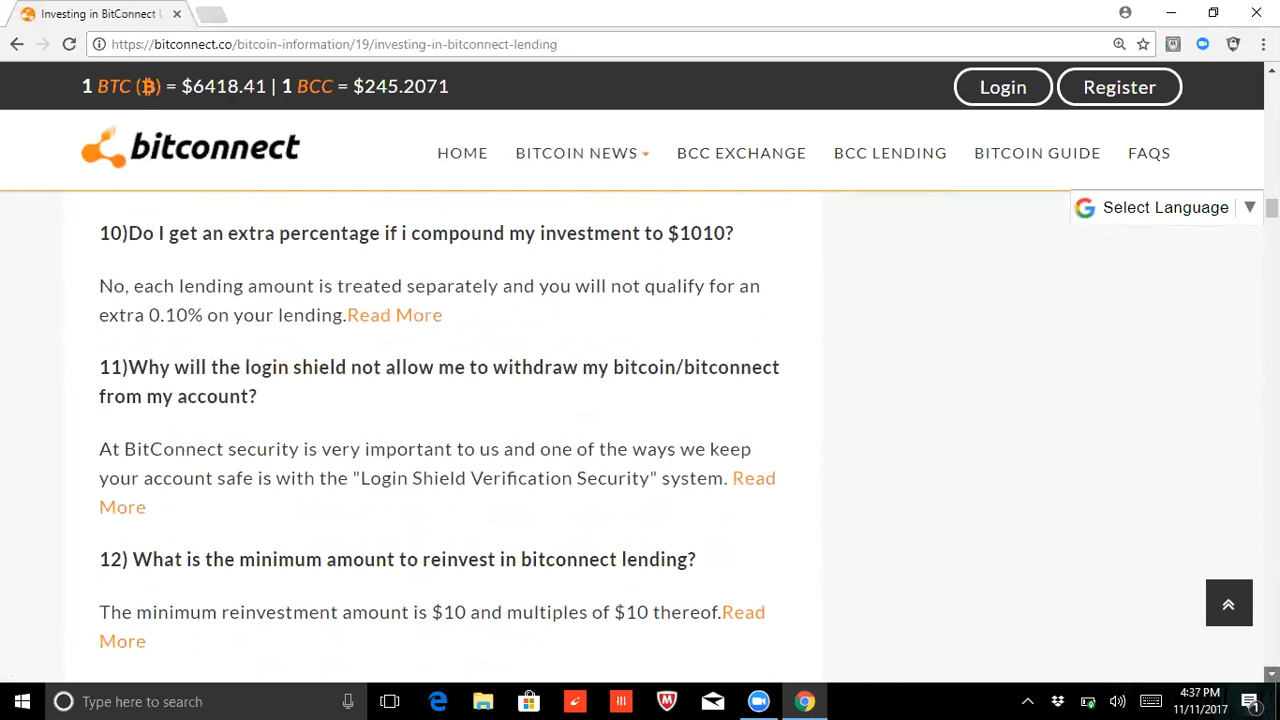 Investing in BitConnect L
https://bitconnect.co/bitcoin-information/19/investing-in-bitconnect-lending
1 BTC (₿) = $6418.41 | 1 BCC = $245.2071
Login
Register
bitconnect
HOME
BITCOIN NEWS
BCC EXCHANGE
BCC LENDING
BITCOIN GUIDE
FAQS
Select Language
10)Do I get an extra percentage if i compound my investment to $1010?
No, each lending amount is treated separately and you will not qualify for an
extra 0.10% on your lending.Read More
11)Why will the login shield not allow me to withdraw my bitcoin/bitconnect
from my account?
At BitConnect security is very important to us and one of the ways we keep
your account safe is with the "Login Shield Verification Security" system. Read
More
12) What is the minimum amount to reinvest in bitconnect lending?
The minimum reinvestment amount is $10 and multiples of $10 thereof.Read
More
Type here to search
4:37 PM
11/11/2017